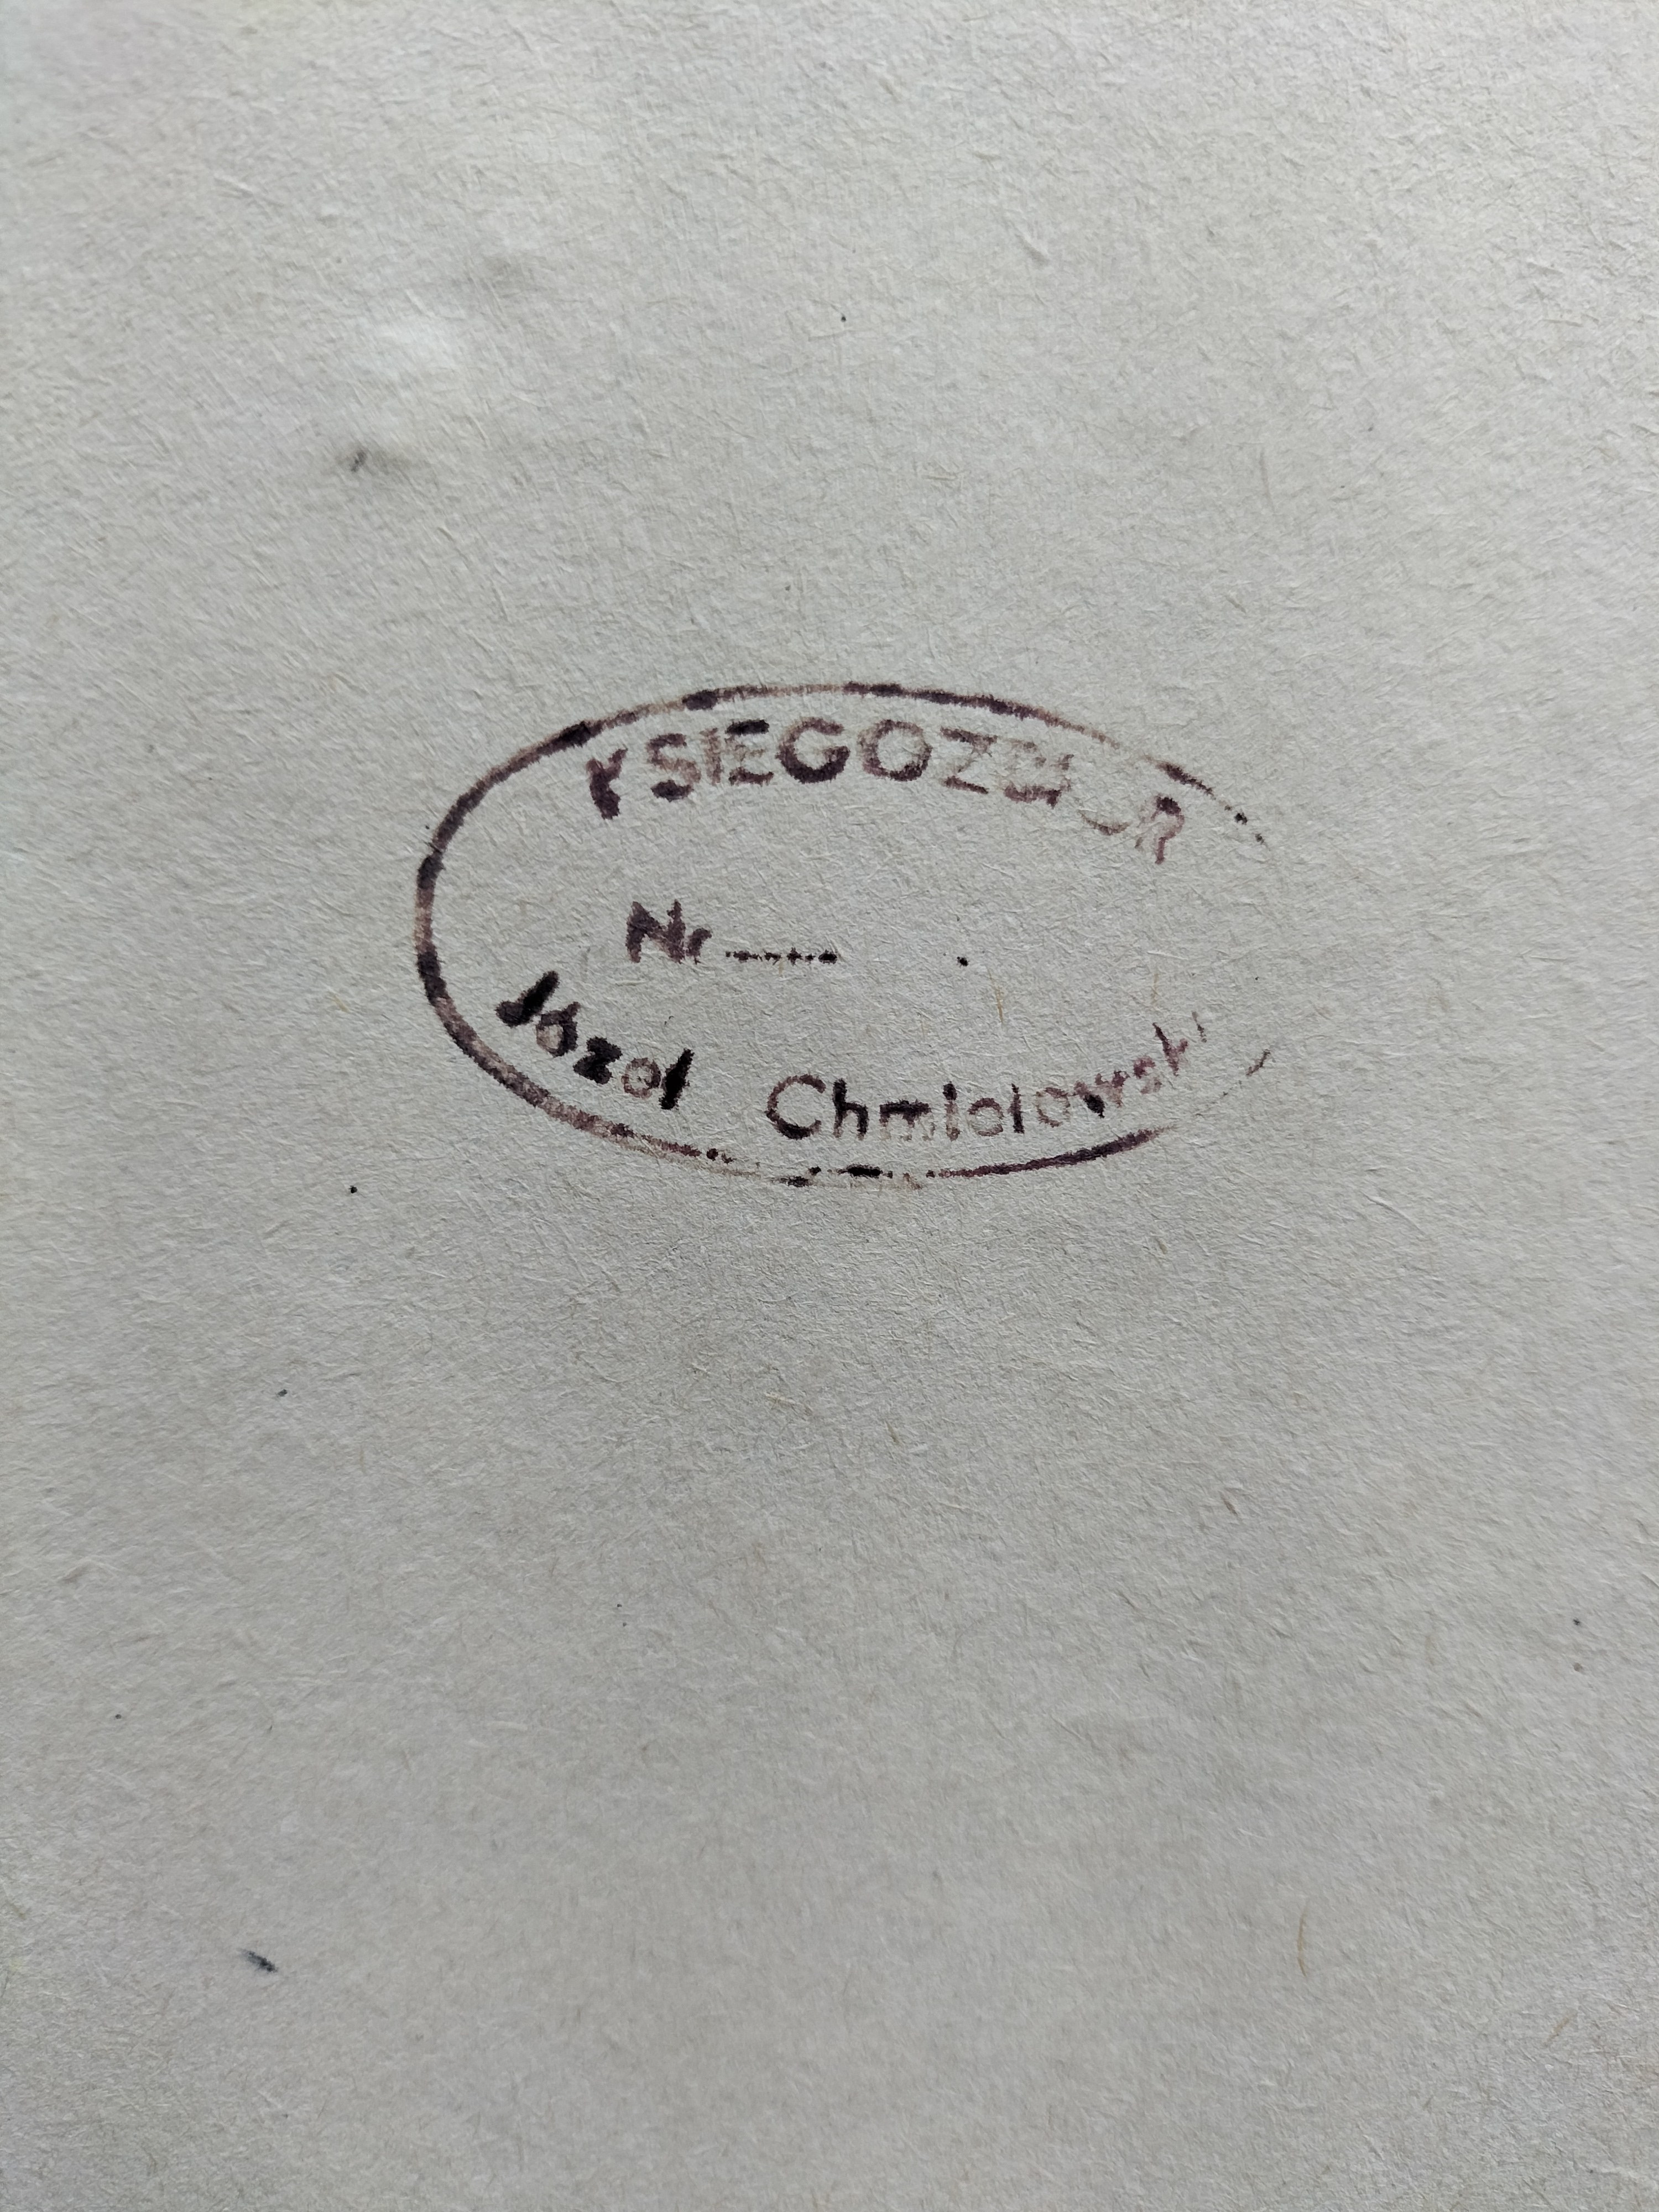 KSIĘGOZBIÓR
Nr......
Józef Chmielowski